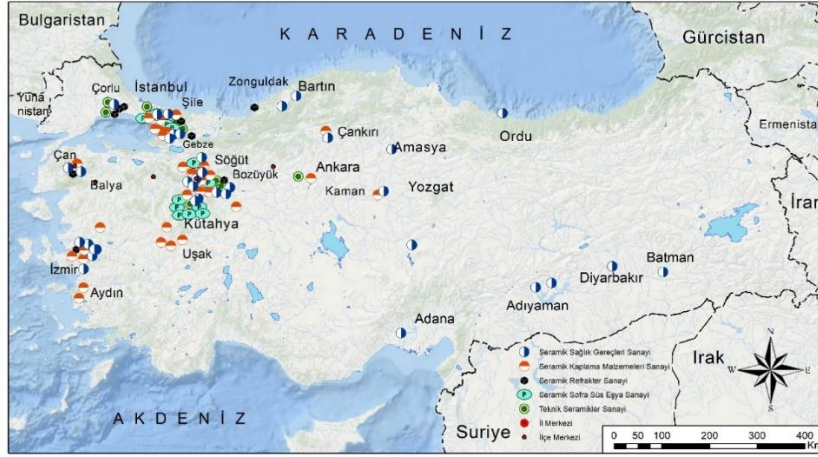 Bulgaristan
K A R A D E N İ Z
Gürcistan
Çorlu
İstanbul
Zonguldak
Bartın
Şile
Yuna
nistan
Gebze
Çankırı
Amasya
Ordu
Ermenista
Çan
Söğüt
Balya
Bozüyük
Ankara
Kaman
Yozgat
İran
Kütahya
Uşak
İzmir
Aydın
Batman
Diyarbakır
Adıyaman
Adana
Irak
Suriye
A K D E N İ Z
N
W
E
S
Seramik Sağlık Gereçleri Sanayi
Seramik Kaplama Malzemeleri Sanayi
Seramik Refrakter Sanayi
P Seramik Sofra Süs Eşya Sanayi
Teknik Seramikler Sanayi
İl Merkezi
İlçe Merkezi
0 50 100 200 300 400
Km